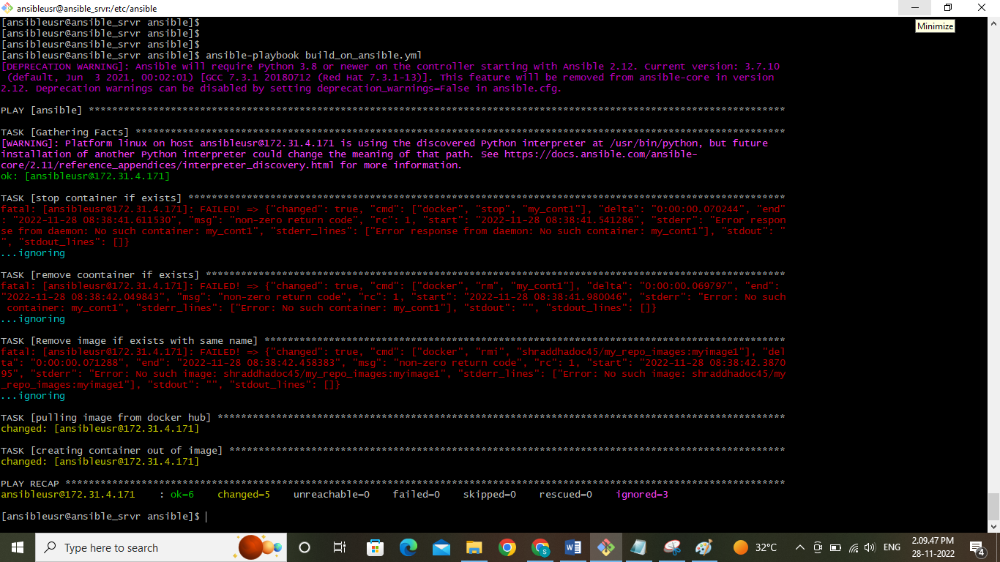 ansibleusr@ansible_srvr:/etc/ansible
Minimize
[ansibleusr@ansible_srvr ansible]$
[ansibleusr@ansible_srvr ansible]$
[ansibleusr@ansible_srvr ansible]$
[ansibleusr@ansible_srvr ansible]$ ansible-playbook build_on_ansible.yml
[DEPRECATION WARNING]: Ansible will require Python 3.8 or newer on the controller starting with Ansible 2.12. Current version: 3.7.10
 (default, Jun  3 2021, 00:02:01) [GCC 7.3.1 20180712 (Red Hat 7.3.1-13)]. This feature will be removed from ansible-core in version
2.12. Deprecation warnings can be disabled by setting deprecation_warnings=False in ansible.cfg.
PLAY [ansible] ***********************************************************************************************************************
TASK [Gathering Facts] ***************************************************************************************************************
[WARNING]: Platform linux on host ansibleusr@172.31.4.171 is using the discovered Python interpreter at /usr/bin/python, but future
installation of another Python interpreter could change the meaning of that path. See https://docs.ansible.com/ansible-
core/2.11/reference_appendices/interpreter_discovery.html for more information.
ok: [ansibleusr@172.31.4.171]
TASK [stop container if exists] ******************************************************************************************************
fatal: [ansibleusr@172.31.4.171]: FAILED! => {"changed": true, "cmd": ["docker", "stop", "my_cont1"], "delta": "0:00:00.070244", "end"
: "2022-11-28 08:38:41.611530", "msg": "non-zero return code", "rc": 1, "start": "2022-11-28 08:38:41.541286", "stderr": "Error respon
se from daemon: No such container: my_cont1", "stderr_lines": ["Error response from daemon: No such container: my_cont1"], "stdout": "
", "stdout_lines": []}
...ignoring
TASK [remove coontainer if exists] ***************************************************************************************************
fatal: [ansibleusr@172.31.4.171]: FAILED! => {"changed": true, "cmd": ["docker", "rm", "my_cont1"], "delta": "0:00:00.069797", "end":
"2022-11-28 08:38:42.049843", "msg": "non-zero return code", "rc": 1, "start": "2022-11-28 08:38:41.980046", "stderr": "Error: No such
 container: my_cont1", "stderr_lines": ["Error: No such container: my_cont1"], "stdout": "", "stdout_lines": []}
...ignoring
TASK [Remove image if exists with same name] *****************************************************************************************
fatal: [ansibleusr@172.31.4.171]: FAILED! => {"changed": true, "cmd": ["docker", "rmi", "shraddhadoc45/my_repo_images:myimage1"], "del
ta": "0:00:00.071288", "end": "2022-11-28 08:38:42.458383", "msg": "non-zero return code", "rc": 1, "start": "2022-11-28 08:38:42.3870
95", "stderr": "Error: No such image: shraddhadoc45/my_repo_images:myimage1", "stderr_lines": ["Error: No such image: shraddhadoc45/my
_repo_images:myimage1"], "stdout": "", "stdout_lines": []}
...ignoring
TASK [pulling image from docker hub] *************************************************************************************************
changed: [ansibleusr@172.31.4.171]
TASK [creating container out of image] ***********************************************************************************************
changed: [ansibleusr@172.31.4.171]
PLAY RECAP ***************************************************************************************************************************
ansibleusr@172.31.4.171    : ok=6    changed=5    unreachable=0    failed=0    skipped=0    rescued=0    ignored=3
[ansibleusr@ansible_srvr ansible]$
Type here to search
32°C
ENG
2.09.47 PM
28-11-2022
4